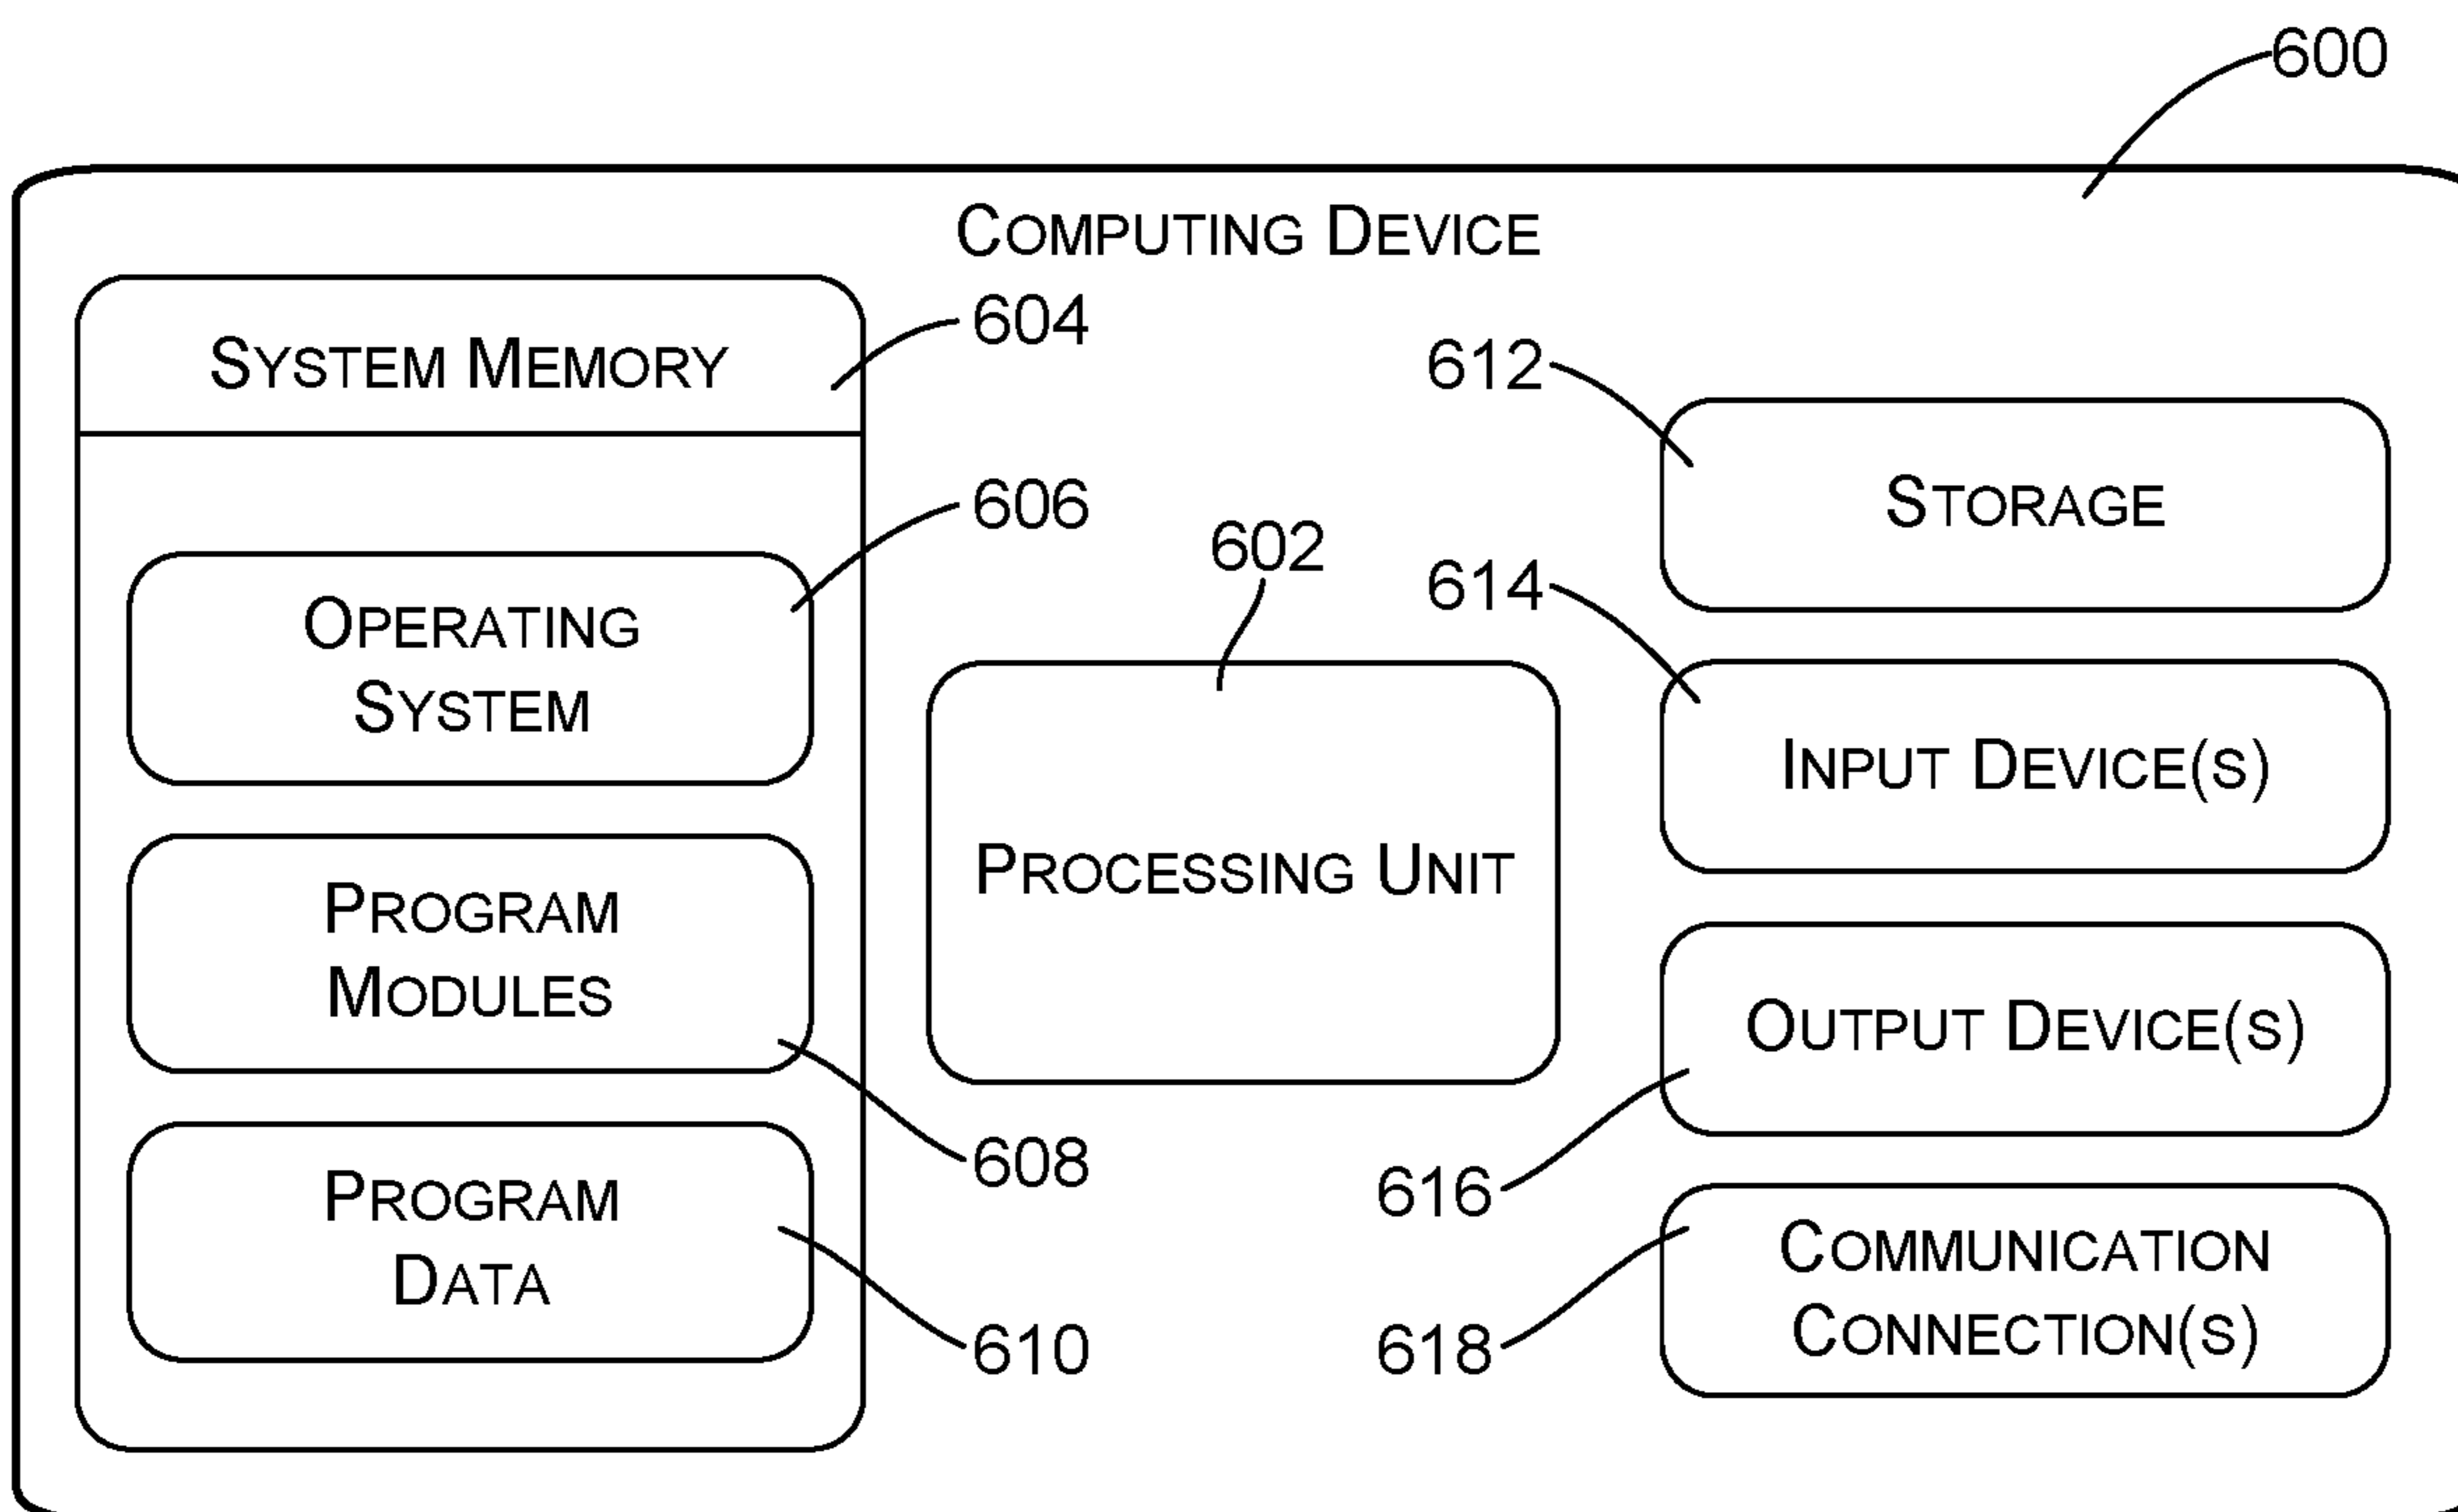 600
COMPUTING DEVICE
SYSTEM MEMORY
604
OPERATING
SYSTEM
606
PROGRAM
MODULES
608
PROGRAM
DATA
610
602
PROCESSING UNIT
612
STORAGE
614
INPUT DEVICE(S)
OUTPUT DEVICE(S)
616
COMMUNICATION
CONNECTION(S)
618